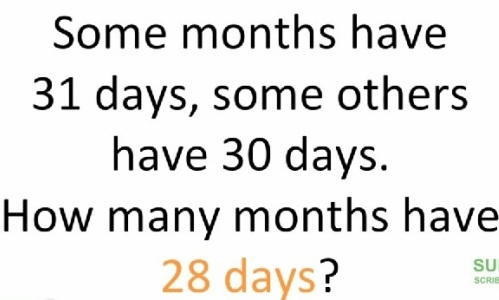 Some months have
31 days, some others
have 30 days.
How many months have
28 days?